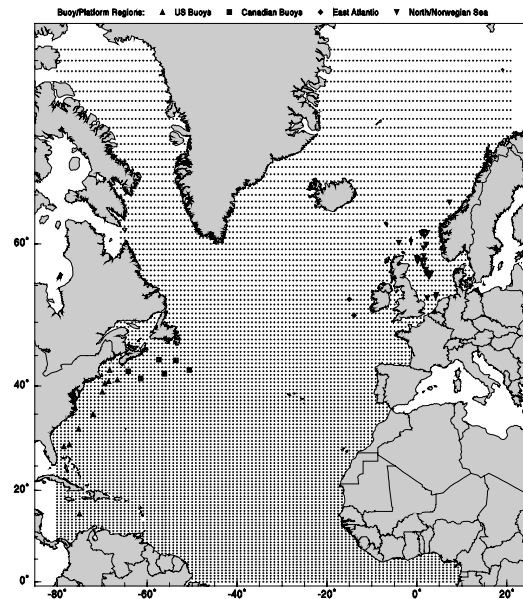 Buoy/Platform Regions: ▲ US Buoys ■ Canadian Buoys ◆ East Atlantic ▼ North/Norwegian Sea
60°
40°
20°
0°
-80° -60° -40° -20° 0° 20°